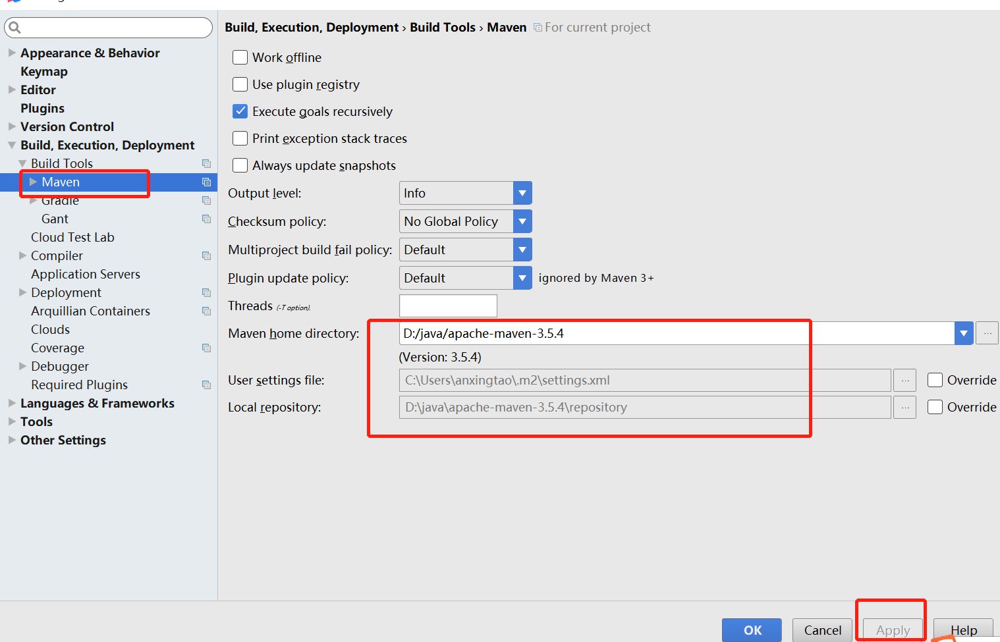 Build, Execution, Deployment › Build Tools › Maven For current project
Appearance & Behavior
Keymap
Editor
Plugins
Version Control
Build, Execution, Deployment
Build Tools
Maven
Gradle
Gant
Cloud Test Lab
Compiler
Application Servers
Deployment
Arquillian Containers
Clouds
Coverage
Debugger
Required Plugins
Languages & Frameworks
Tools
Other Settings
Work offline
Use plugin registry
Execute goals recursively
Print exception stack traces
Always update snapshots
Output level: Info
Checksum policy: No Global Policy
Multiproject build fail policy: Default
Plugin update policy: Default ignored by Maven 3+
Threads (-T option).
Maven home directory: D:/java/apache-maven-3.5.4 ...
(Version: 3.5.4)
User settings file: C:\Users\anxingtao\.m2\settings.xml ... Override
Local repository: D:\java\apache-maven-3.5.4\repository ... Override
OK Cancel Apply Help